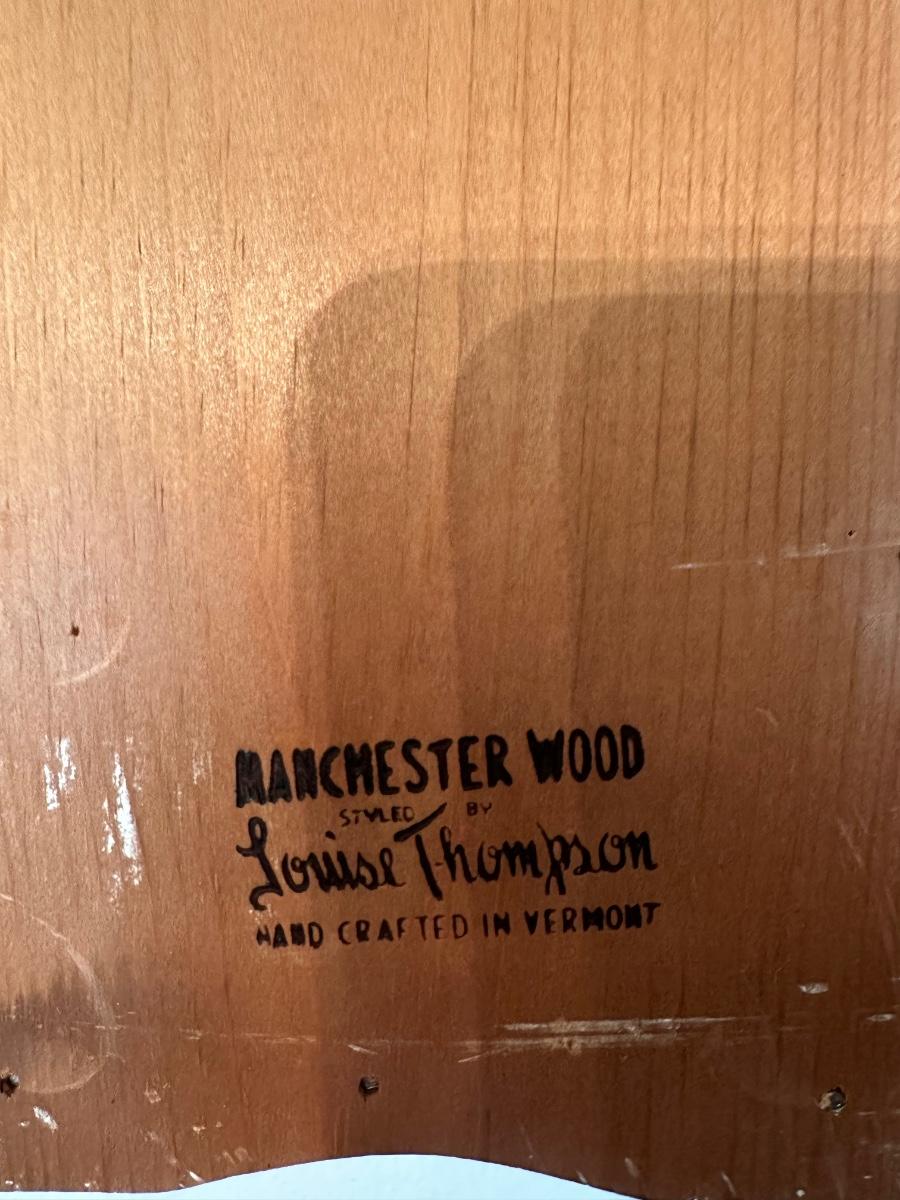 MANCHESTER WOOD
STYLED BY
Louise Thompson
HAND CRAFTED IN VERMONT